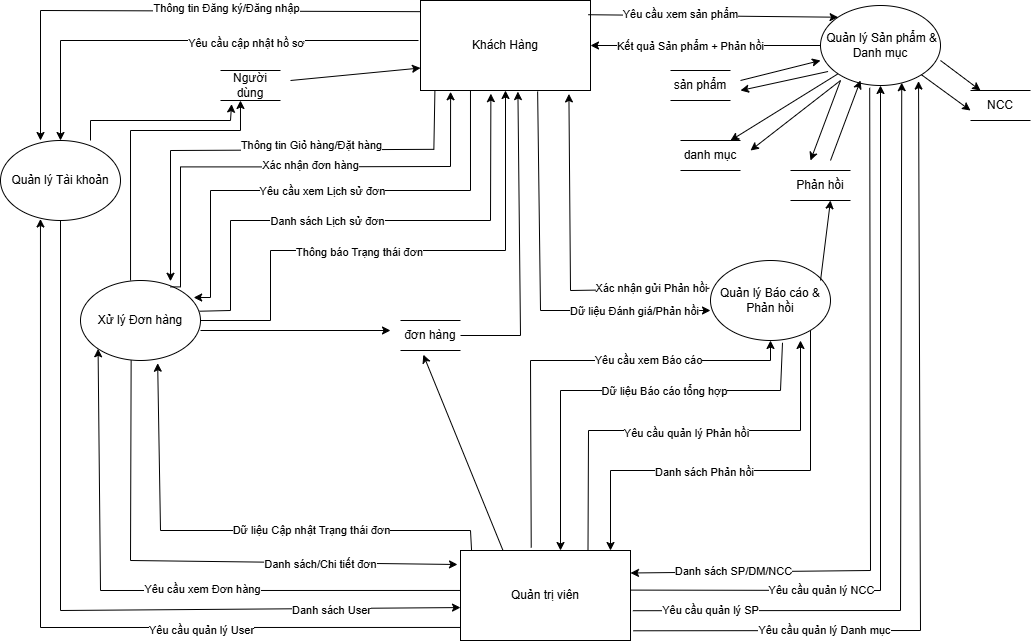 Thông tin Đăng ký/Đăng nhập
Yêu cầu xem sản phẩm
Yêu cầu cập nhật hồ sơ
Khách Hàng
Kết quả Sản phẩm + Phản hồi
Quản lý Sản phẩm &
Danh mục
Người
dùng
sản phẩm
NCC
Thông tin Giỏ hàng/Đặt hàng
danh mục
Xác nhận đơn hàng
Quản lý Tài khoản
Yêu cầu xem Lịch sử đơn
Phản hồi
Danh sách Lịch sử đơn
Thông báo Trạng thái đơn
Xác nhận gửi Phản hồi
Quản lý Báo cáo &
Phản hồi
Dữ liệu Đánh giá/Phản hồi
Xử lý Đơn hàng
đơn hàng
Yêu cầu xem Báo cáo
Dữ liệu Báo cáo tổng hợp
Yêu cầu quản lý Phản hồi
Danh sách Phản hồi
Dữ liệu Cập nhật Trạng thái đơn
Danh sách/Chi tiết đơn
Danh sách SP/DM/NCC
Yêu cầu xem Đơn hàng
Quản trị viên
Yêu cầu quản lý NCC
Danh sách User
Yêu cầu quản lý SP
Yêu cầu quản lý User
Yêu cầu quản lý Danh mục